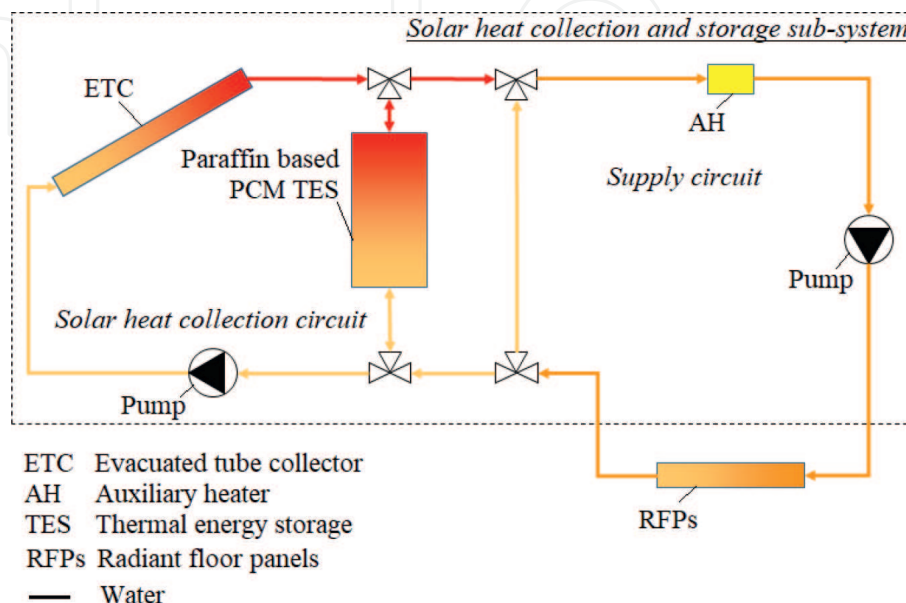 Solar heat collection and storage sub-system
ETC
AH
Paraffin based
PCM TES
Supply circuit
Pump
Solar heat collection circuit
Pump
RFPs
ETC Evacuated tube collector
AH Auxiliary heater
TES Thermal energy storage
RFPs Radiant floor panels
Water